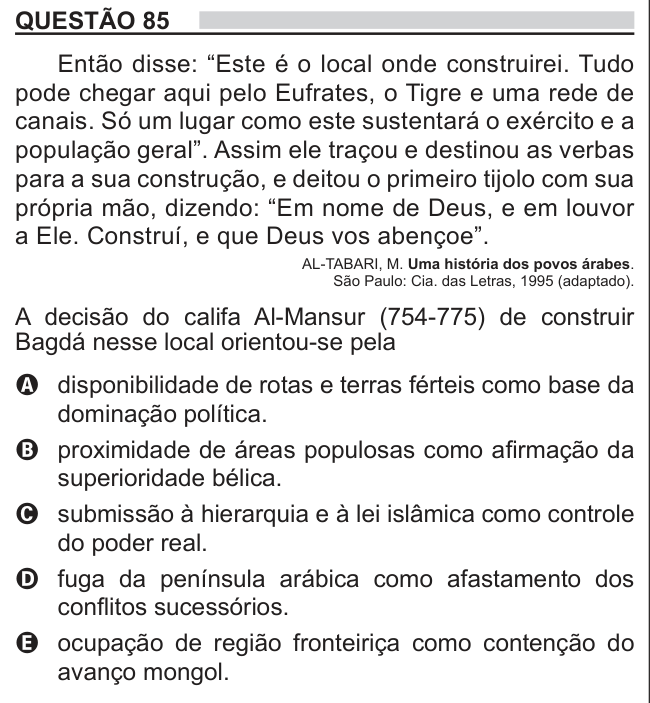 QUESTÃO 85
Então disse: “Este é o local onde construirei. Tudo
pode chegar aqui pelo Eufrates, o Tigre e uma rede de
canais. Só um lugar como este sustentará o exército e a
população geral”. Assim ele traçou e destinou as verbas
para a sua construção, e deitou o primeiro tijolo com sua
própria mão, dizendo: “Em nome de Deus, e em louvor
a Ele. Construí, e que Deus vos abençoe”.
AL-TABARI, M. Uma história dos povos árabes.
São Paulo: Cia. das Letras, 1995 (adaptado).
A decisão do califa Al-Mansur (754-775) de construir
Bagdá nesse local orientou-se pela
A disponibilidade de rotas e terras férteis como base da
dominação política.
B proximidade de áreas populosas como afirmação da
superioridade bélica.
C submissão à hierarquia e à lei islâmica como controle
do poder real.
D fuga da península arábica como afastamento dos
conflitos sucessórios.
E ocupação de região fronteiriça como contenção do
avanço mongol.